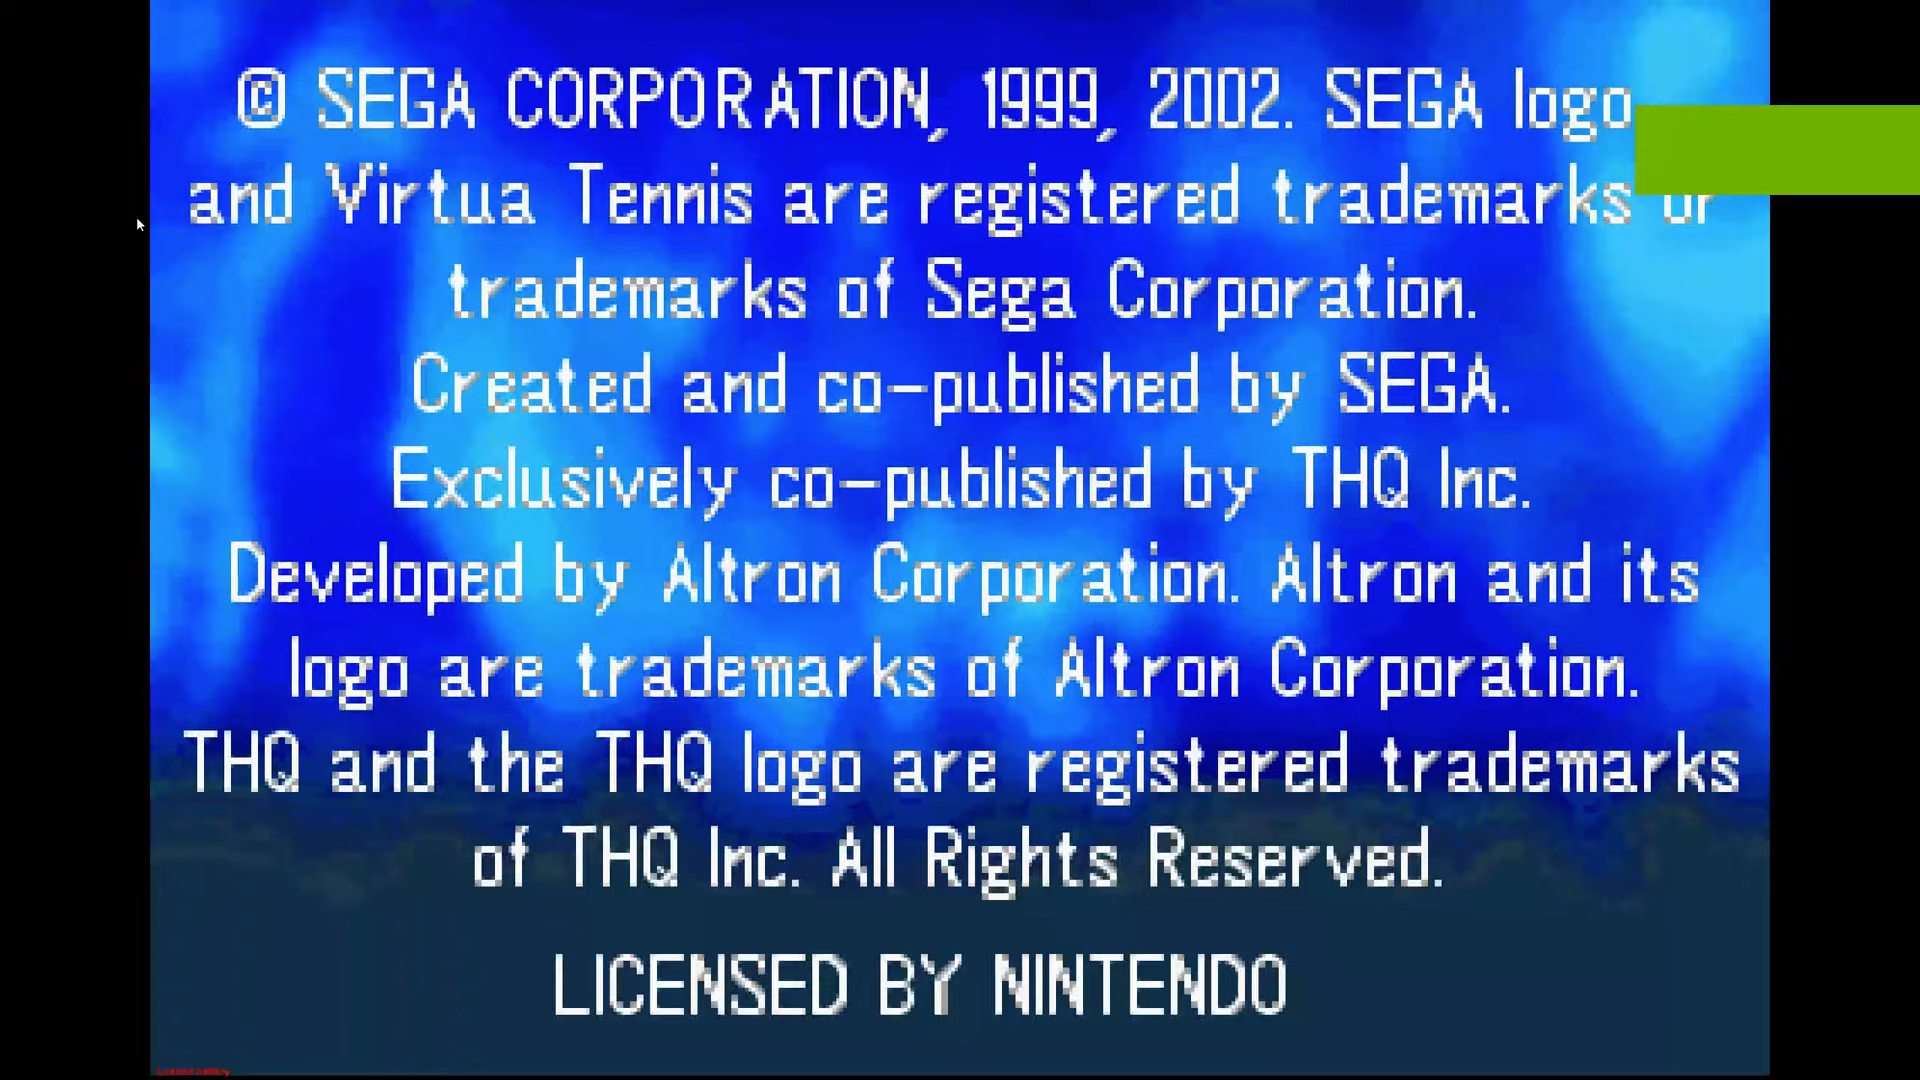 © SEGA CORPORATION, 1999, 2002. SEGA logo
and Virtua Tennis are registered trademarks or
trademarks of Sega Corporation.
Created and co-published by SEGA.
Exclusively co-published by THQ Inc.
Developed by Altron Corporation. Altron and its
logo are trademarks of Altron Corporation.
THQ and the THQ logo are registered trademarks
of THQ Inc. All Rights Reserved.
LICENSED BY NINTENDO
Loaded battery